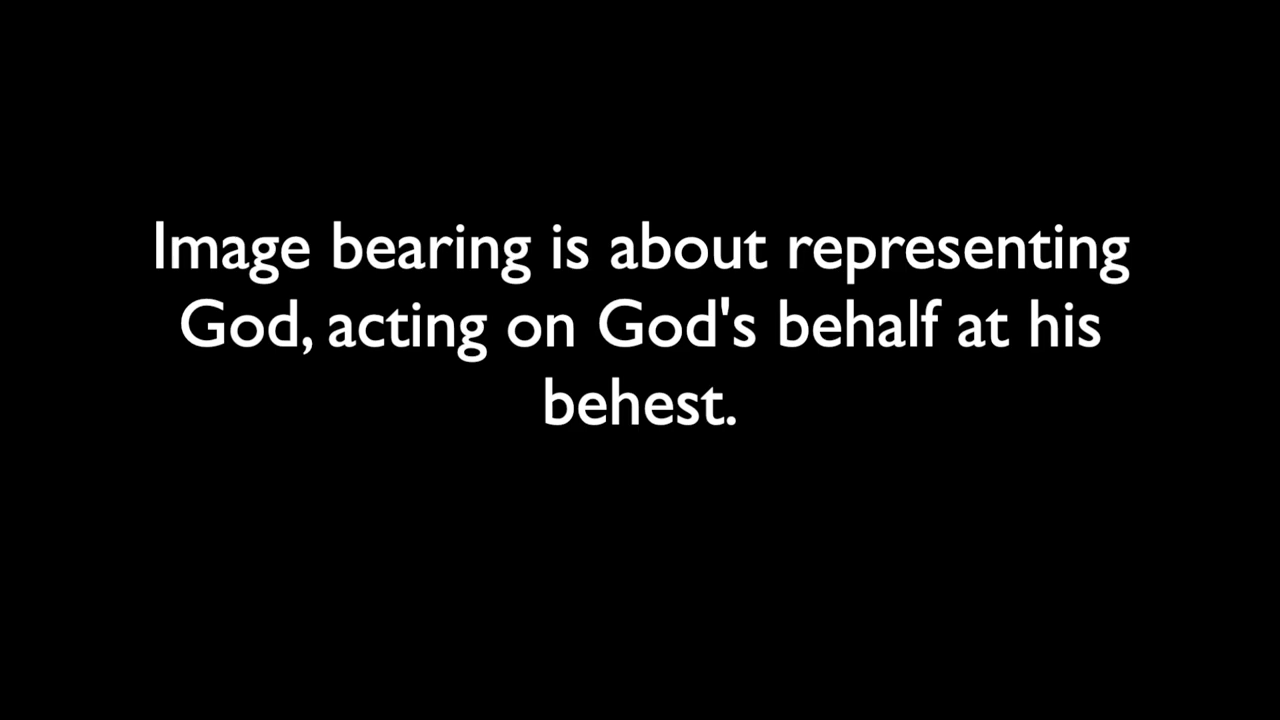 Image bearing is about representing
God, acting on God's behalf at his
behest.